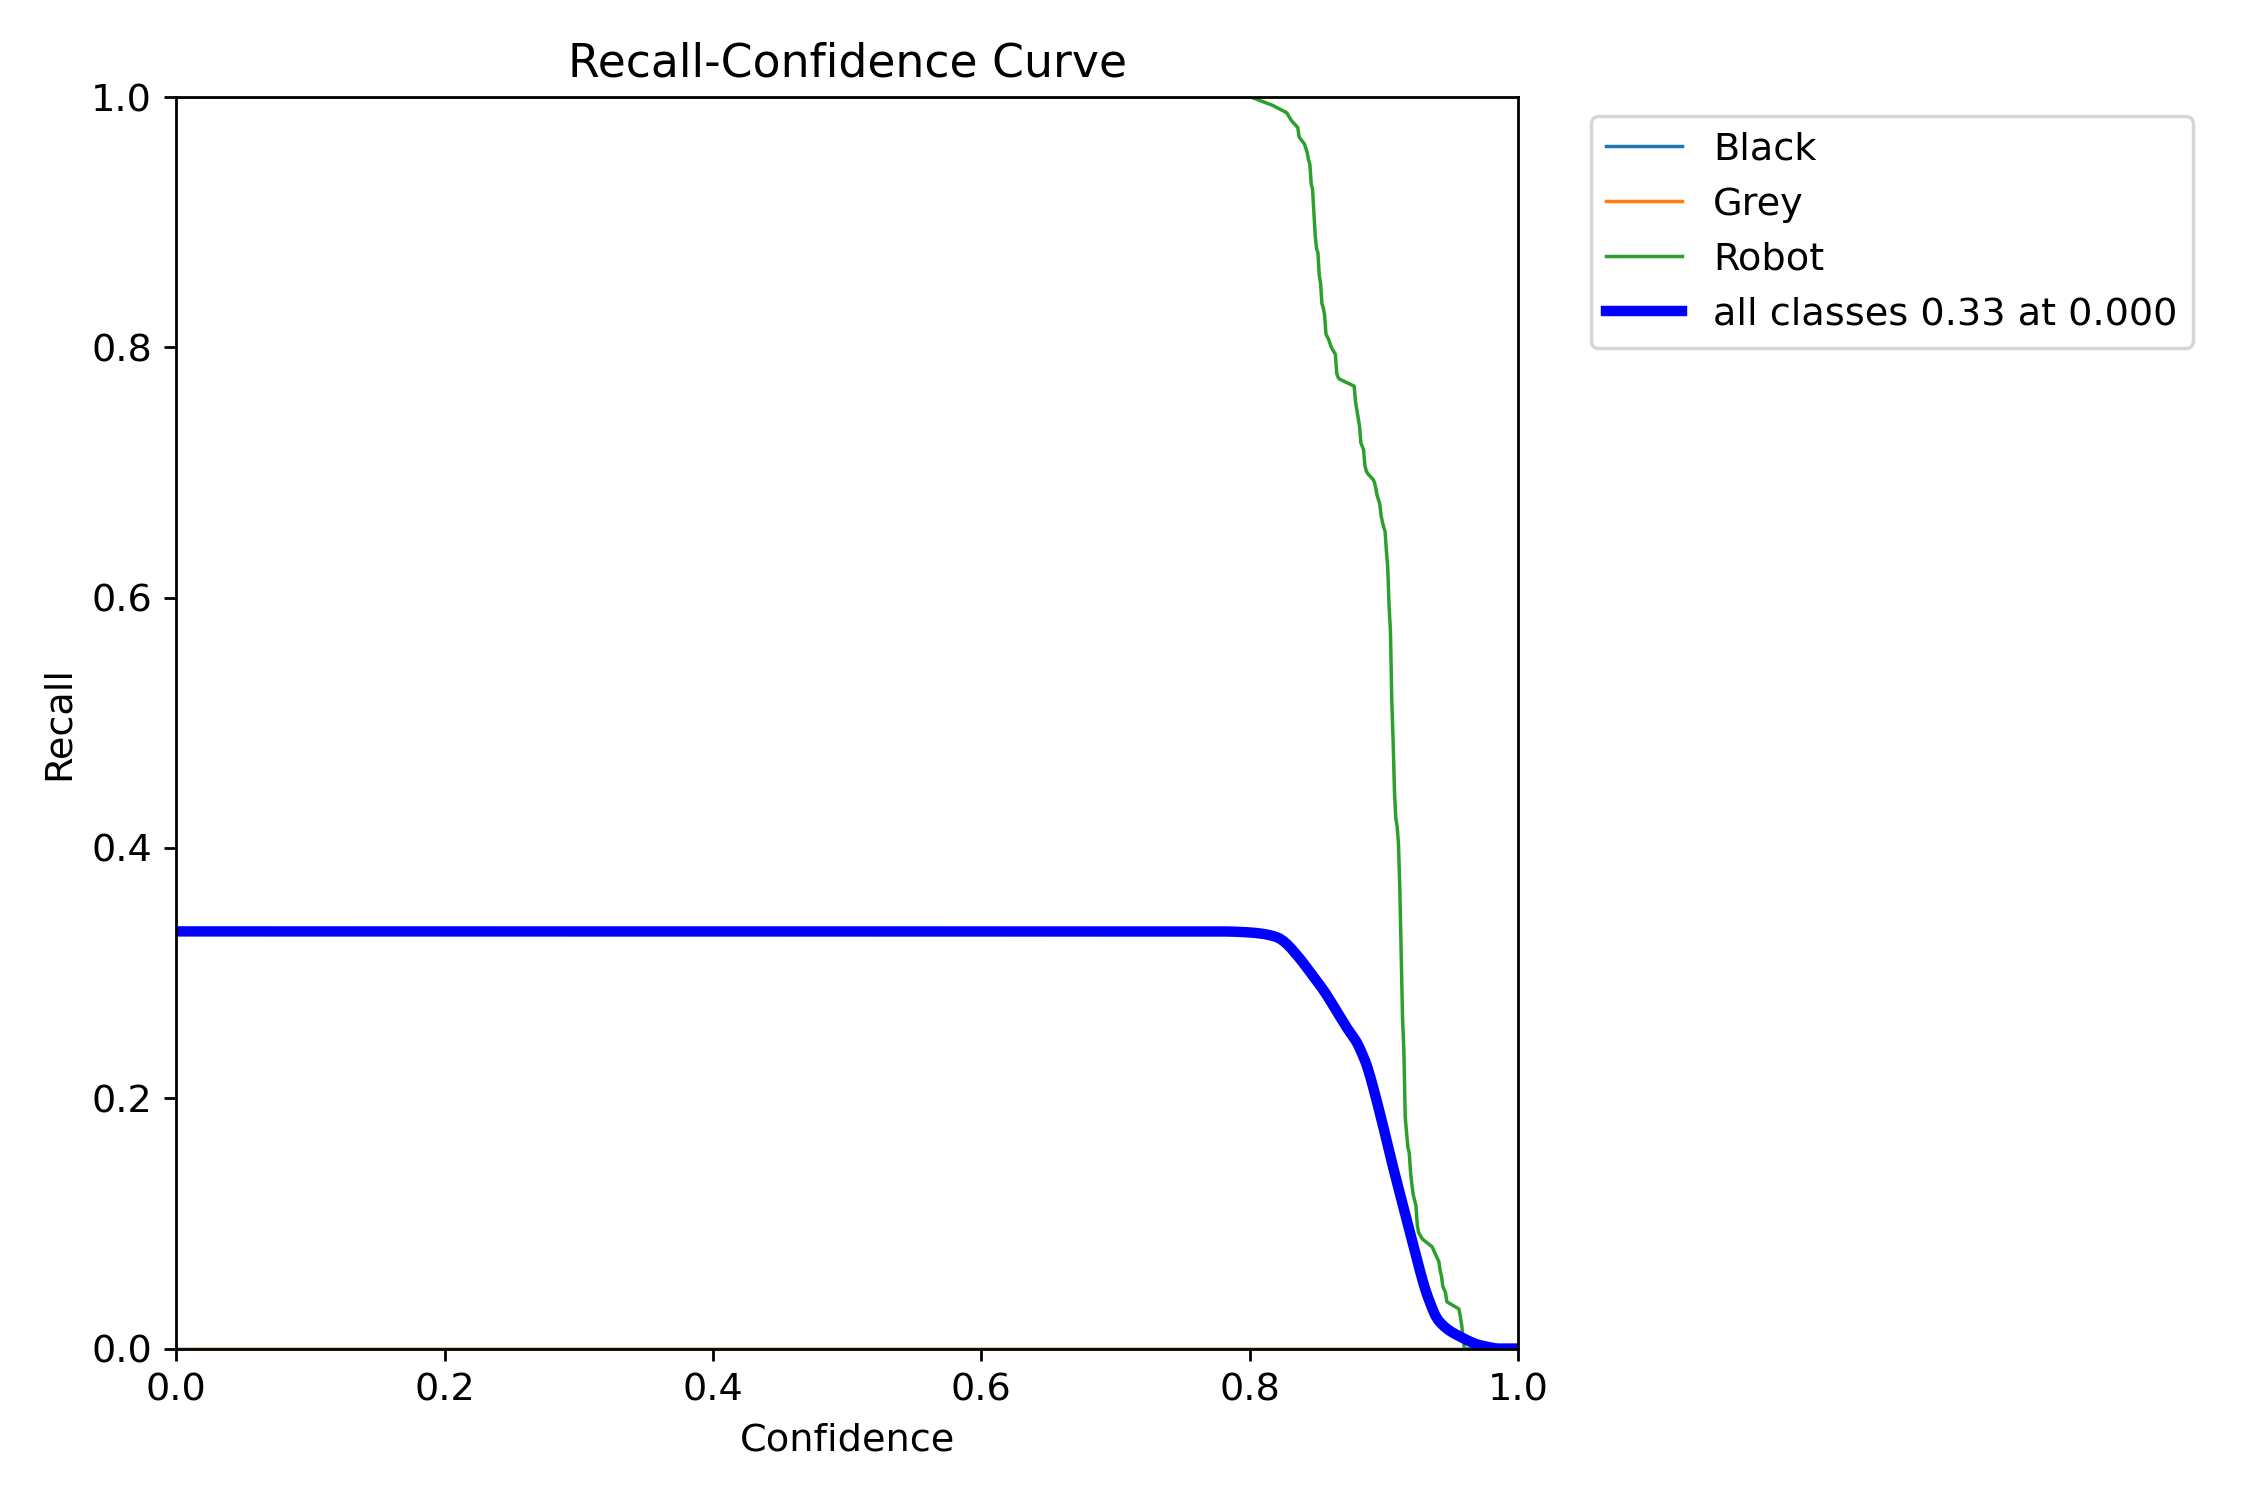 Recall-Confidence Curve
1.0
0.8
0.6
0.4
0.2
0.0
Recall
0.0 0.2 0.4 0.6 0.8 1.0
Confidence
Black
Grey
Robot
all classes 0.33 at 0.000